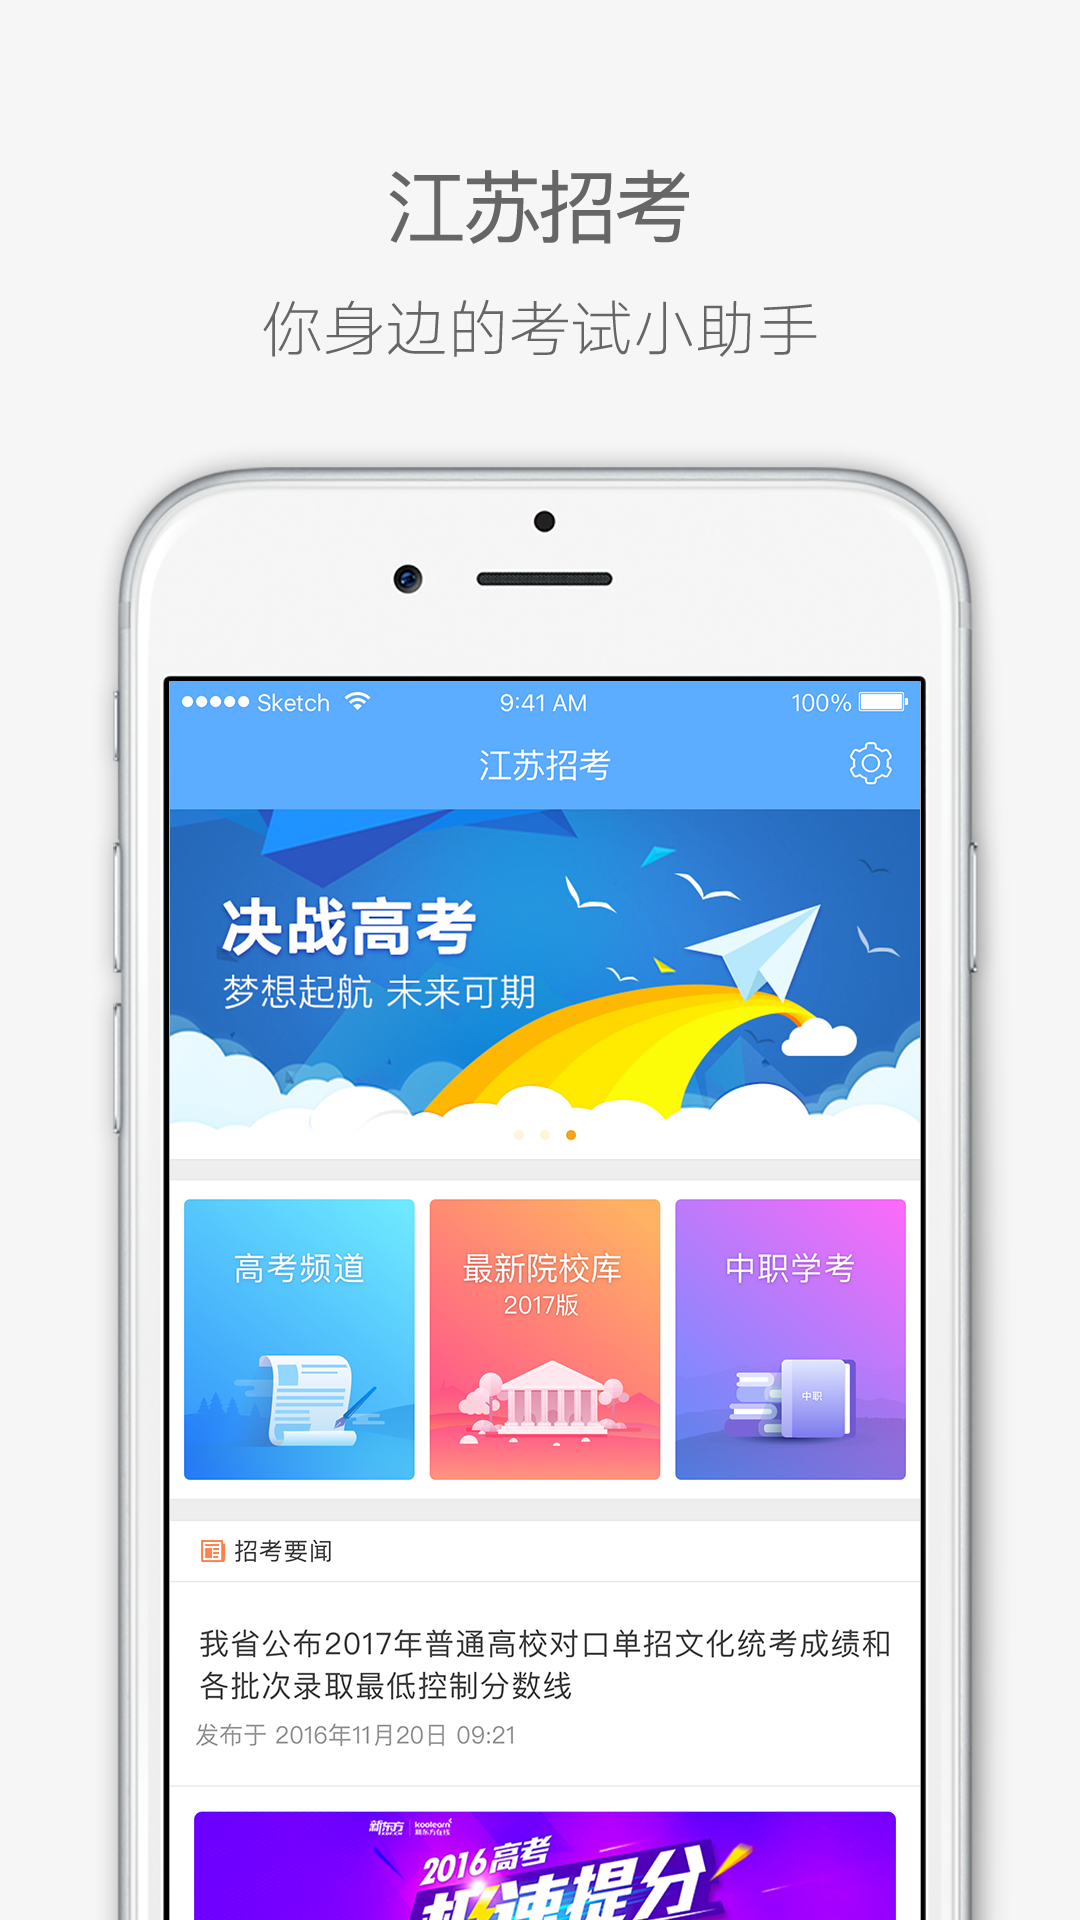 江苏招考
你身边的考试小助手
Sketch 9:41 AM 100%
江苏招考
决战高考
梦想起航 未来可期
高考频道
最新院校库
2017版
中职学考
中职
招考要闻
我省公布2017年普通高校对口单招文化统考成绩和
各批次录取最低控制分数线
发布于 2016年11月20日 09:21
新东方 koolearn
新东方在线
2016高考
极速提分